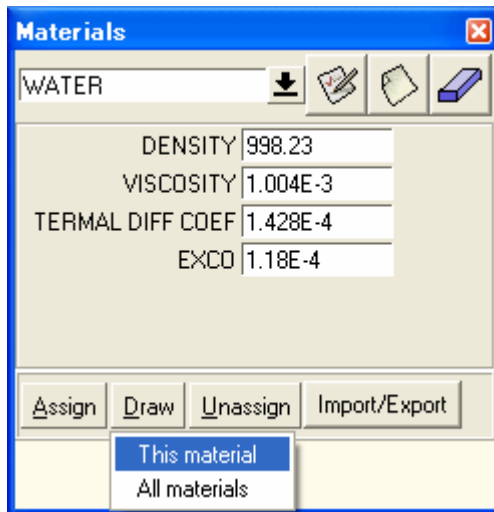 Materials
WATER
DENSITY 998.23
VISCOSITY 1.004E-3
TERMAL DIFF COEF 1.428E-4
EXCO 1.18E-4
Assign Draw Unassign Import/Export
This material
All materials